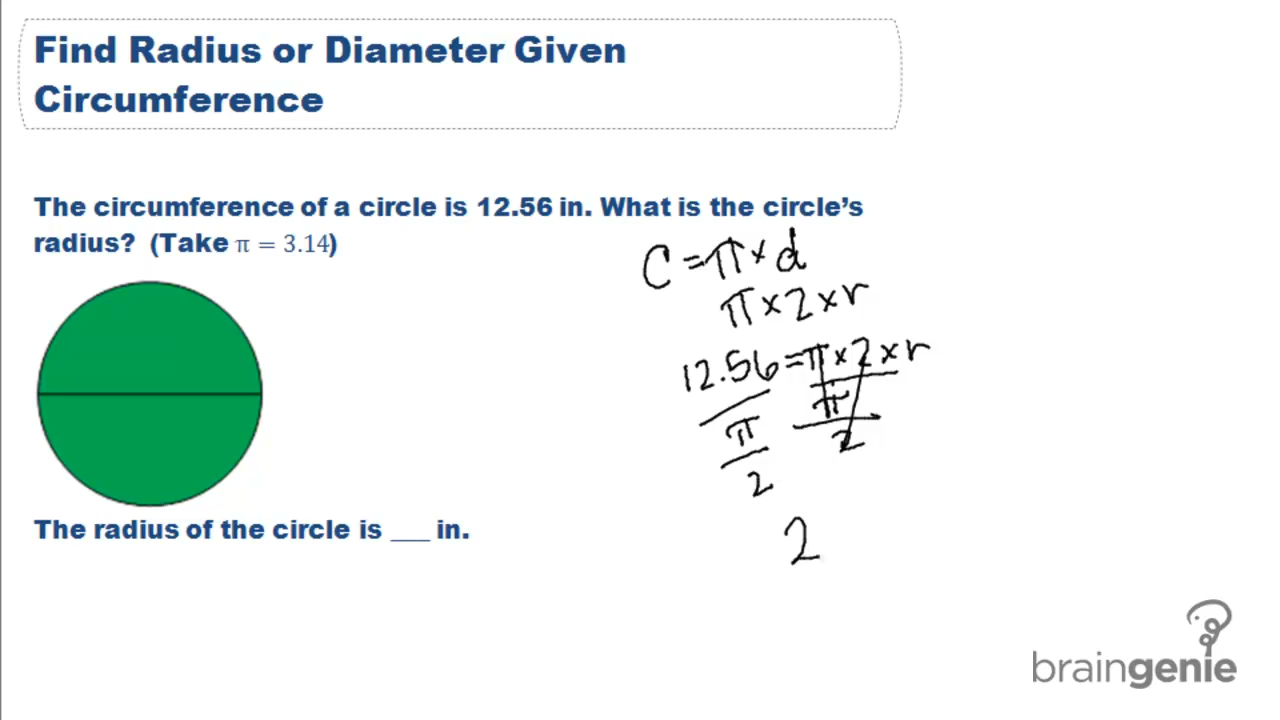 Find Radius or Diameter Given
Circumference
The circumference of a circle is 12.56 in. What is the circle's
radius? (Take π = 3.14)
C = π × d
π × 2 × r
12.56 = π × 2 × r
π π
2 2
2
The radius of the circle is ___ in.
braingenie